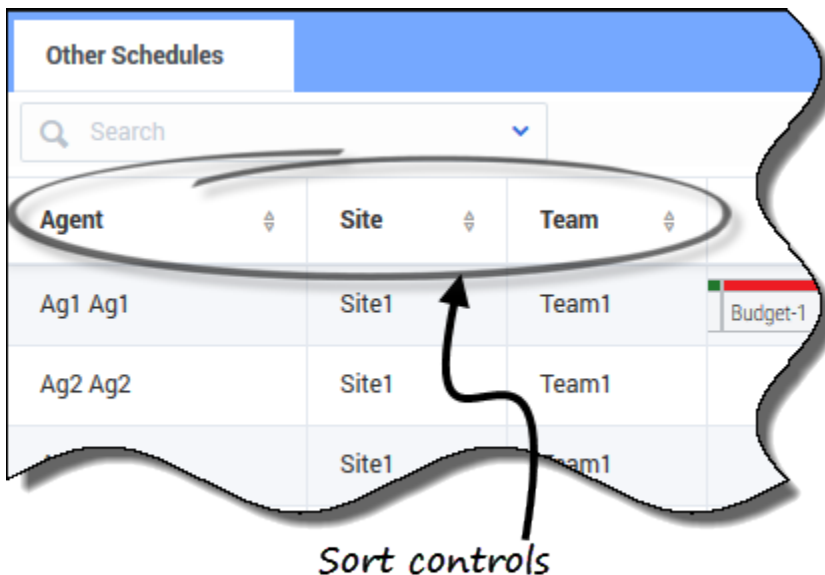 Other Schedules
Search
Agent Site Team
Ag1 Ag1 Site1 Team1 Budget-1
Ag2 Ag2 Site1 Team1
Site1 Team1
Sort controls